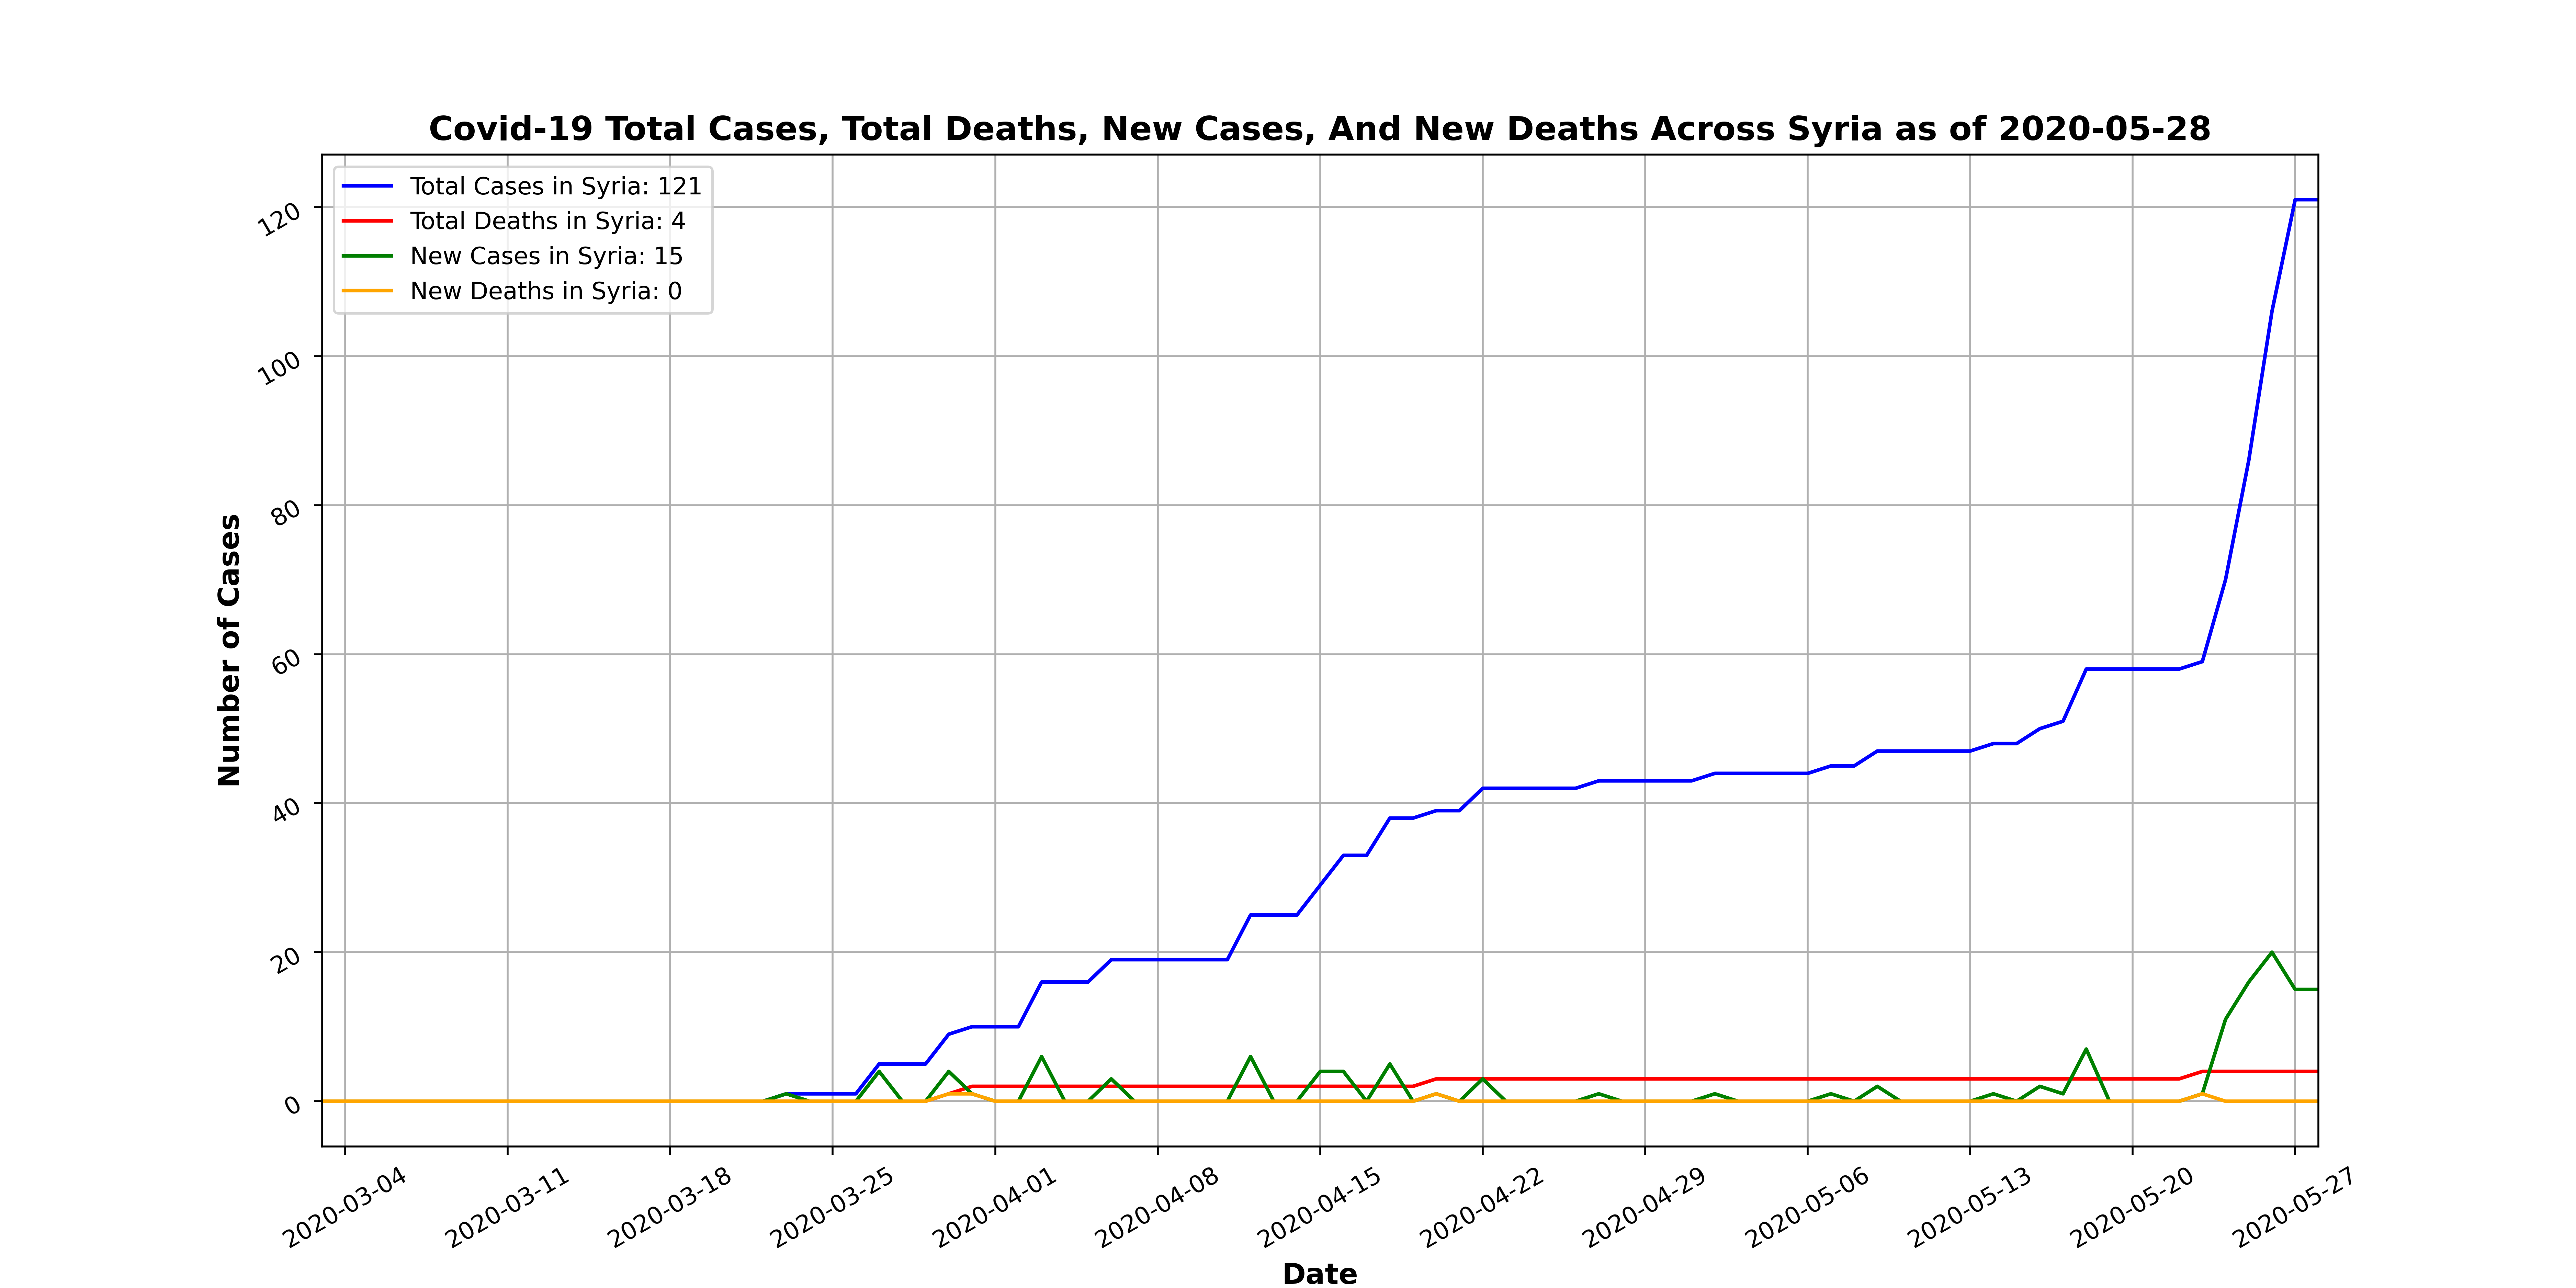 Covid-19 Total Cases, Total Deaths, New Cases, And New Deaths Across Syria as of 2020-05-28
Total Cases in Syria: 121
Total Deaths in Syria: 4
New Cases in Syria: 15
New Deaths in Syria: 0
Number of Cases
120
100
80
60
40
20
0
2020-03-04
2020-03-11
2020-03-18
2020-03-25
2020-04-01
2020-04-08
2020-04-15
2020-04-22
2020-04-29
2020-05-06
2020-05-13
2020-05-20
2020-05-27
Date